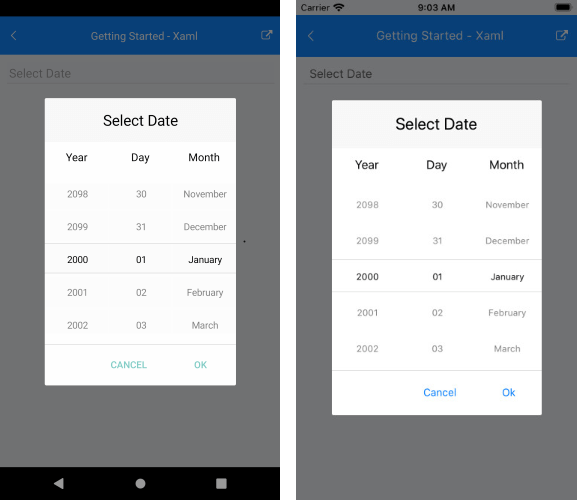 Getting Started - Xaml
Select Date
Select Date
Year Day Month
2098 30 November
2099 31 December
2000 01 January
2001 02 February
2002 03 March
CANCEL OK
Carrier 9:03 AM
Getting Started - Xaml
Select Date
Select Date
Year Day Month
2098 30 November
2099 31 December
2000 01 January
2001 02 February
2002 03 March
Cancel Ok